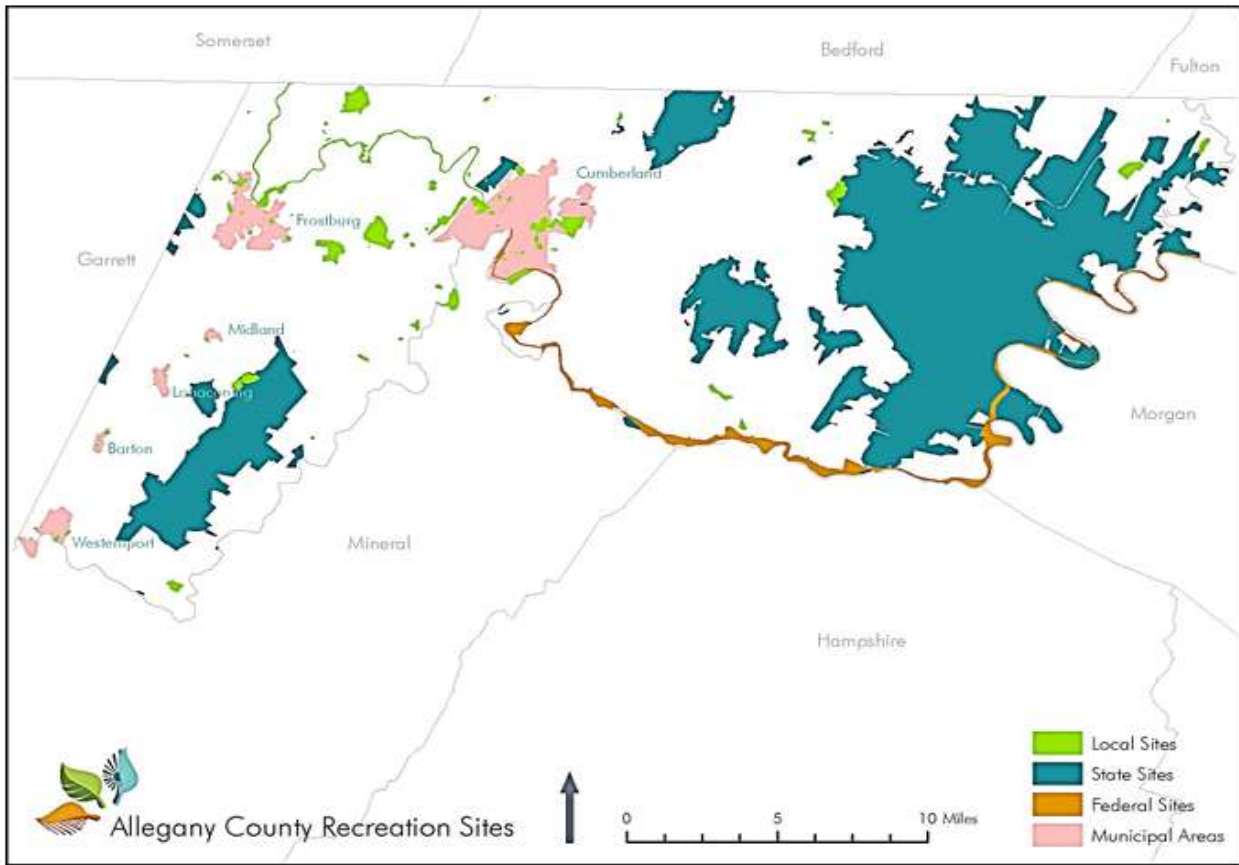 Somerset
Bedford
Fulton
Cumberland
Frostburg
Garrett
Midland
Lonaconing
Morgan
Barton
Westernport
Mineral
Hampshire
Local Sites
State Sites
Federal Sites
Municipal Areas
Allegany County Recreation Sites
0 5 10 Miles